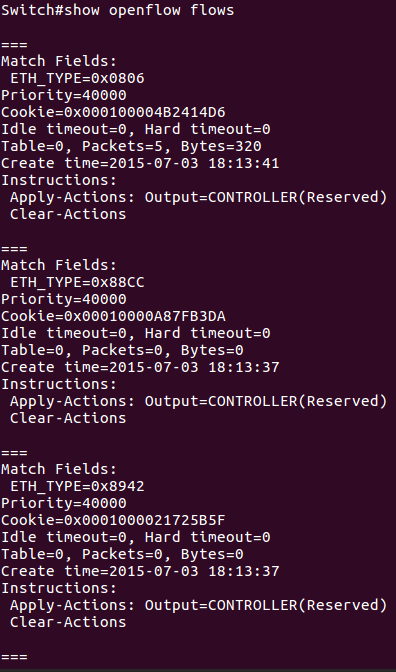 Switch#show openflow flows
===
Match Fields:
ETH_TYPE=0x0806
Priority=40000
Cookie=0x000100004B2414D6
Idle timeout=0, Hard timeout=0
Table=0, Packets=5, Bytes=320
Create time=2015-07-03 18:13:41
Instructions:
Apply-Actions: Output=CONTROLLER(Reserved)
Clear-Actions
===
Match Fields:
ETH_TYPE=0x88CC
Priority=40000
Cookie=0x00010000A87FB3DA
Idle timeout=0, Hard timeout=0
Table=0, Packets=0, Bytes=0
Create time=2015-07-03 18:13:37
Instructions:
Apply-Actions: Output=CONTROLLER(Reserved)
Clear-Actions
===
Match Fields:
ETH_TYPE=0x8942
Priority=40000
Cookie=0x0001000021725B5F
Idle timeout=0, Hard timeout=0
Table=0, Packets=0, Bytes=0
Create time=2015-07-03 18:13:37
Instructions:
Apply-Actions: Output=CONTROLLER(Reserved)
Clear-Actions
===